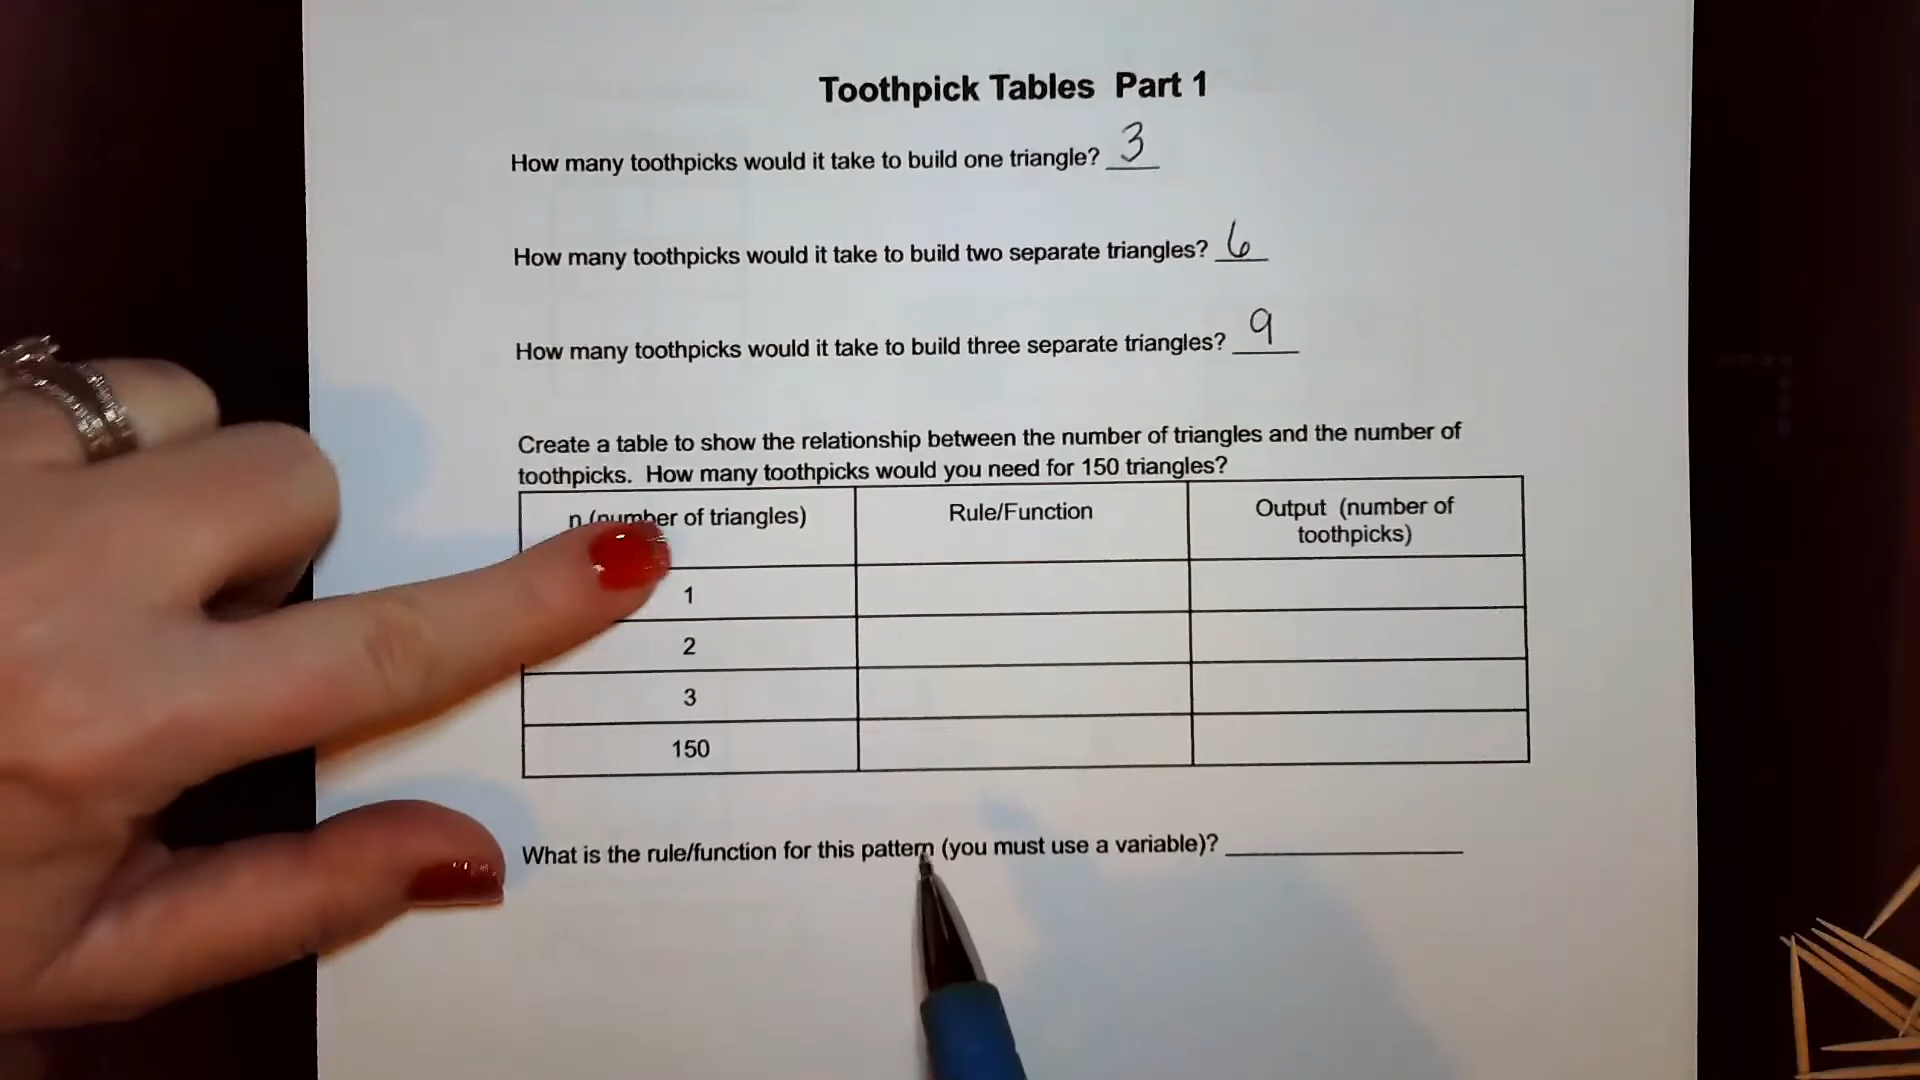 Toothpick Tables Part 1
How many toothpicks would it take to build one triangle? 3
How many toothpicks would it take to build two separate triangles? 6
How many toothpicks would it take to build three separate triangles? 9
Create a table to show the relationship between the number of triangles and the number of
toothpicks. How many toothpicks would you need for 150 triangles?
n (number of triangles) Rule/Function Output (number of
toothpicks)
1
2
3
150
What is the rule/function for this pattern (you must use a variable)?